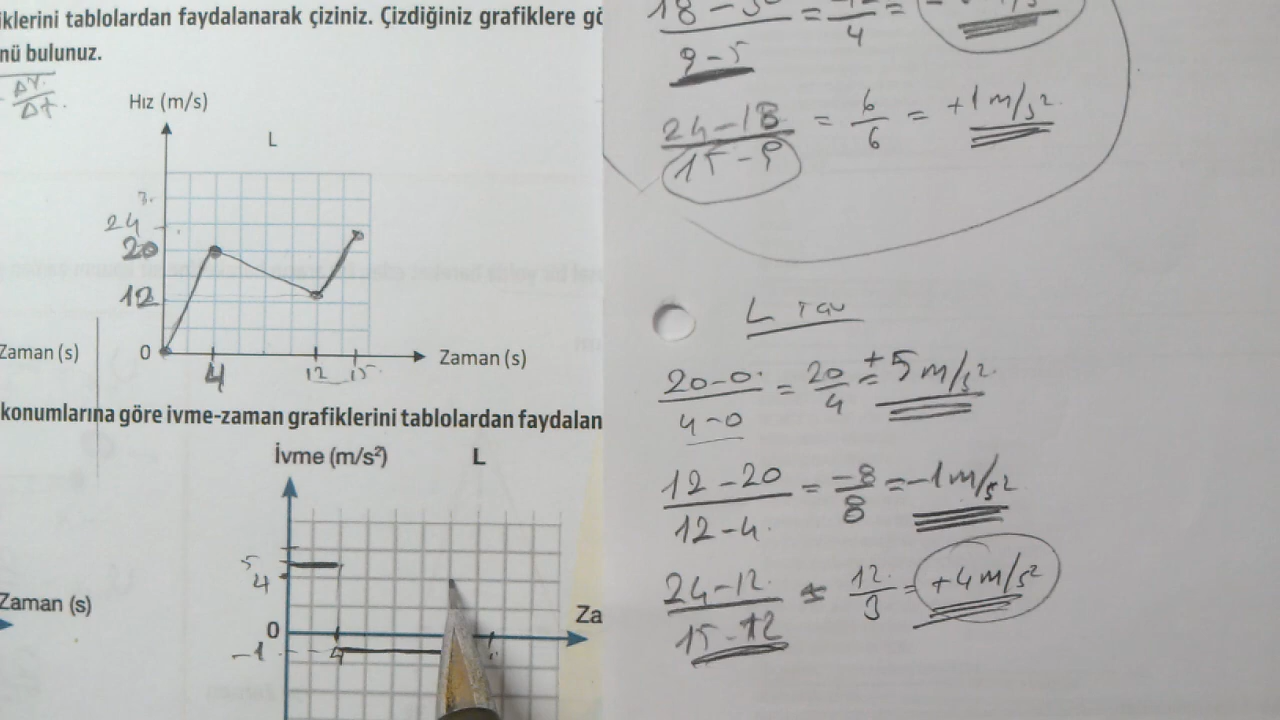 iklerini tablolardan faydalanarak çiziniz. Çizdiğiniz grafiklere gö
nü bulunuz.
ΔV
Δt
Hız (m/s)
L
24
20
12
Zaman (s)
0
4
12
15
Zaman (s)
konumlarına göre ivme-zaman grafiklerini tablolardan faydalan
İvme (m/s²)
L
5
4
0
-1
4
Zaman (s)
Za
9-5
4
24-18 / 15-9 = 6/6 = +1 m/s²
20-0 / 4-0 = 20/4 = +5 m/s²
12-20 / 12-4 = -8/8 = -1 m/s²
24-12 / 15-12 = 12/3 = +4 m/s²